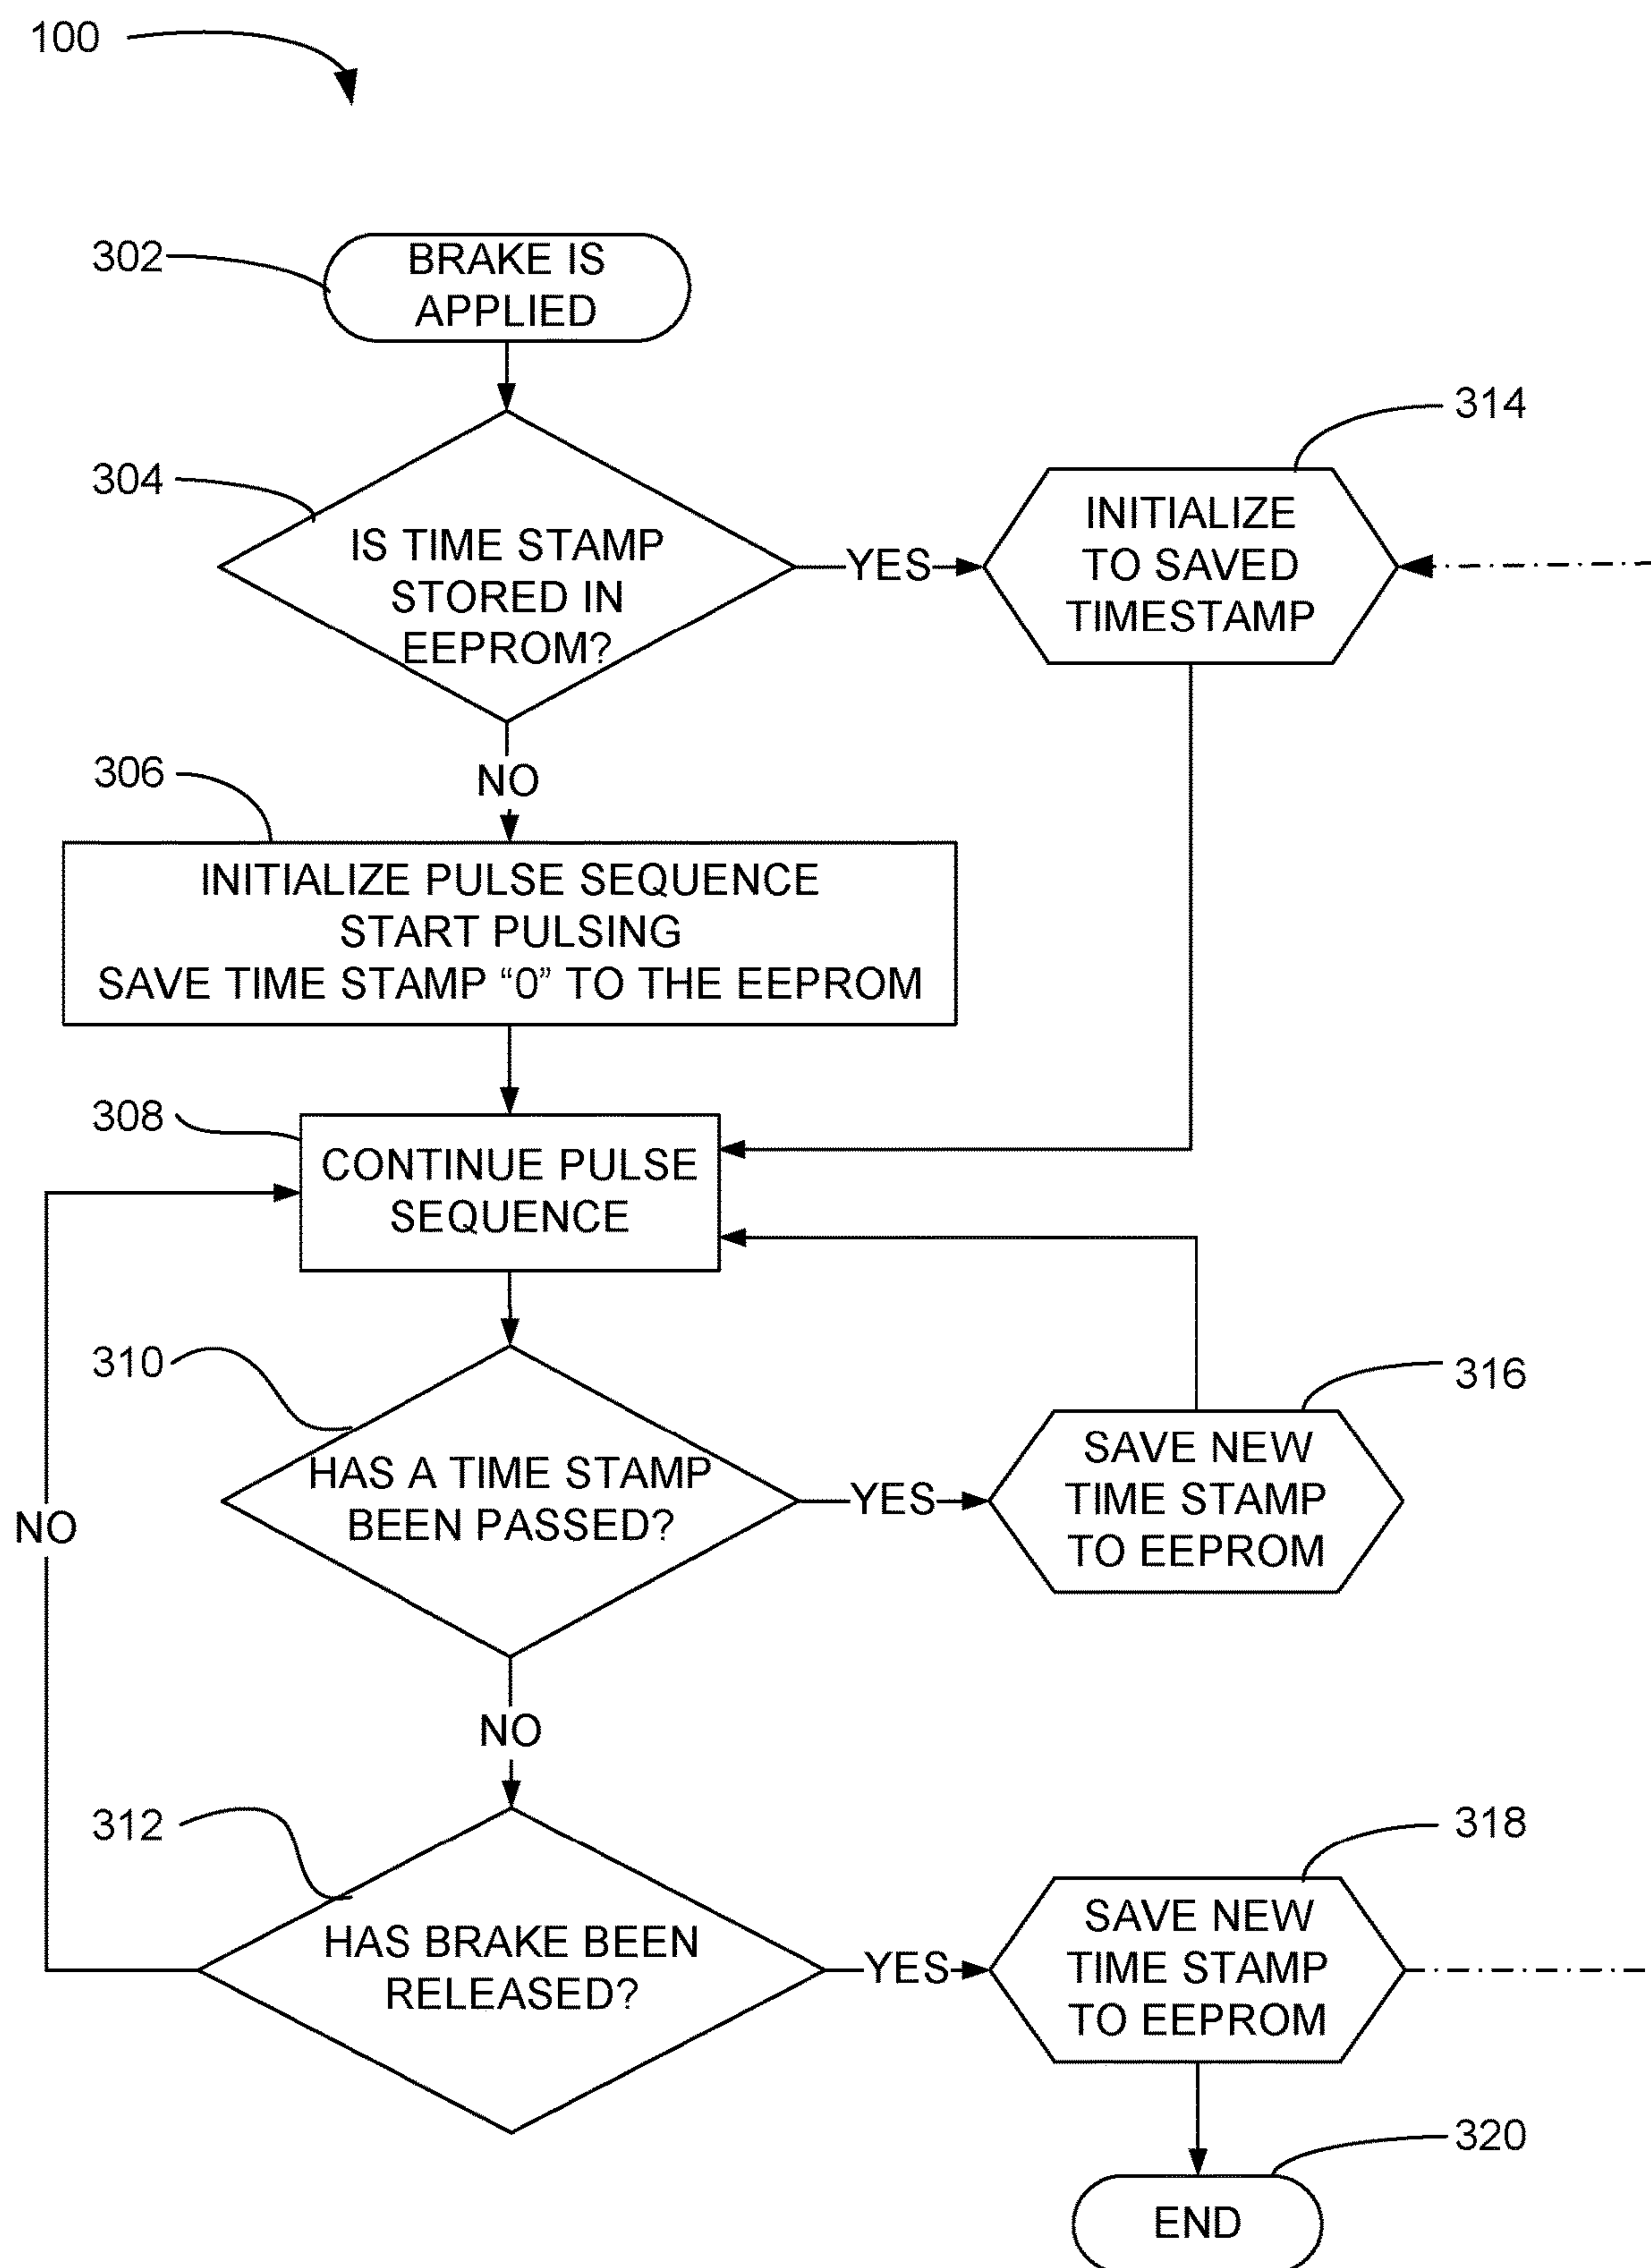 100
302
BRAKE IS
APPLIED
304
IS TIME STAMP
STORED IN
EEPROM?
YES
314
INITIALIZE
TO SAVED
TIMESTAMP
NO
306
INITIALIZE PULSE SEQUENCE
START PULSING
SAVE TIME STAMP “0” TO THE EEPROM
308
CONTINUE PULSE
SEQUENCE
310
HAS A TIME STAMP
BEEN PASSED?
YES
316
SAVE NEW
TIME STAMP
TO EEPROM
NO
NO
312
HAS BRAKE BEEN
RELEASED?
YES
318
SAVE NEW
TIME STAMP
TO EEPROM
320
END